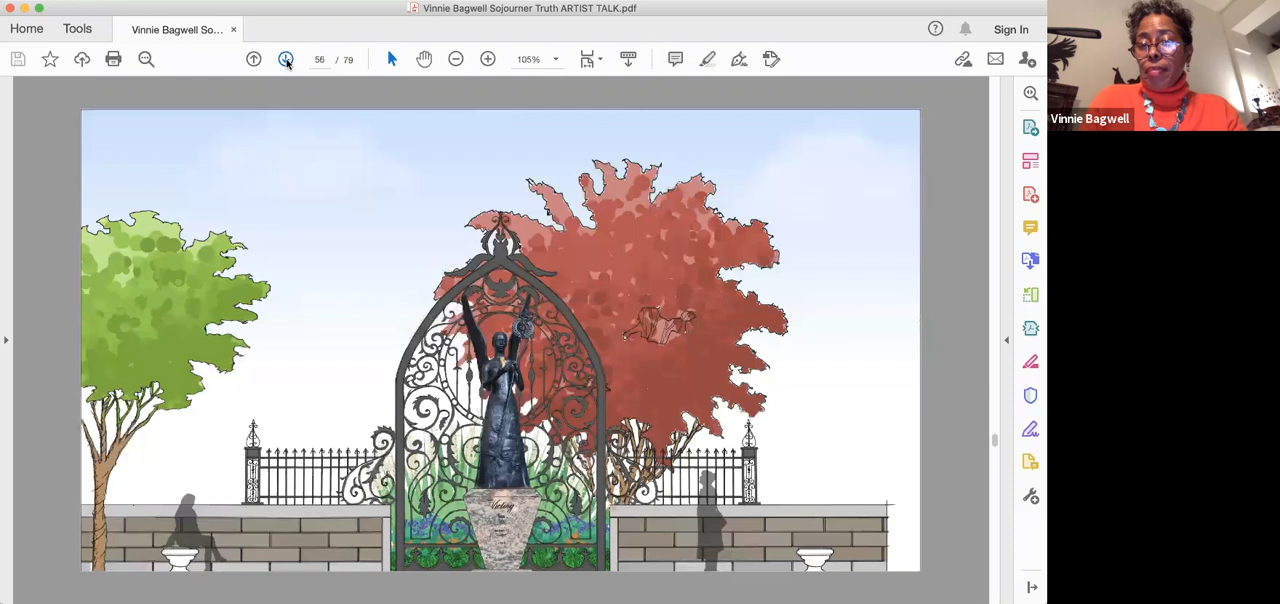 Vinnie Bagwell Sojourner Truth ARTIST TALK.pdf
Home
Tools
Vinnie Bagwell So...
Sign In
56 / 79
105%
Vinnie Bagwell
Victory